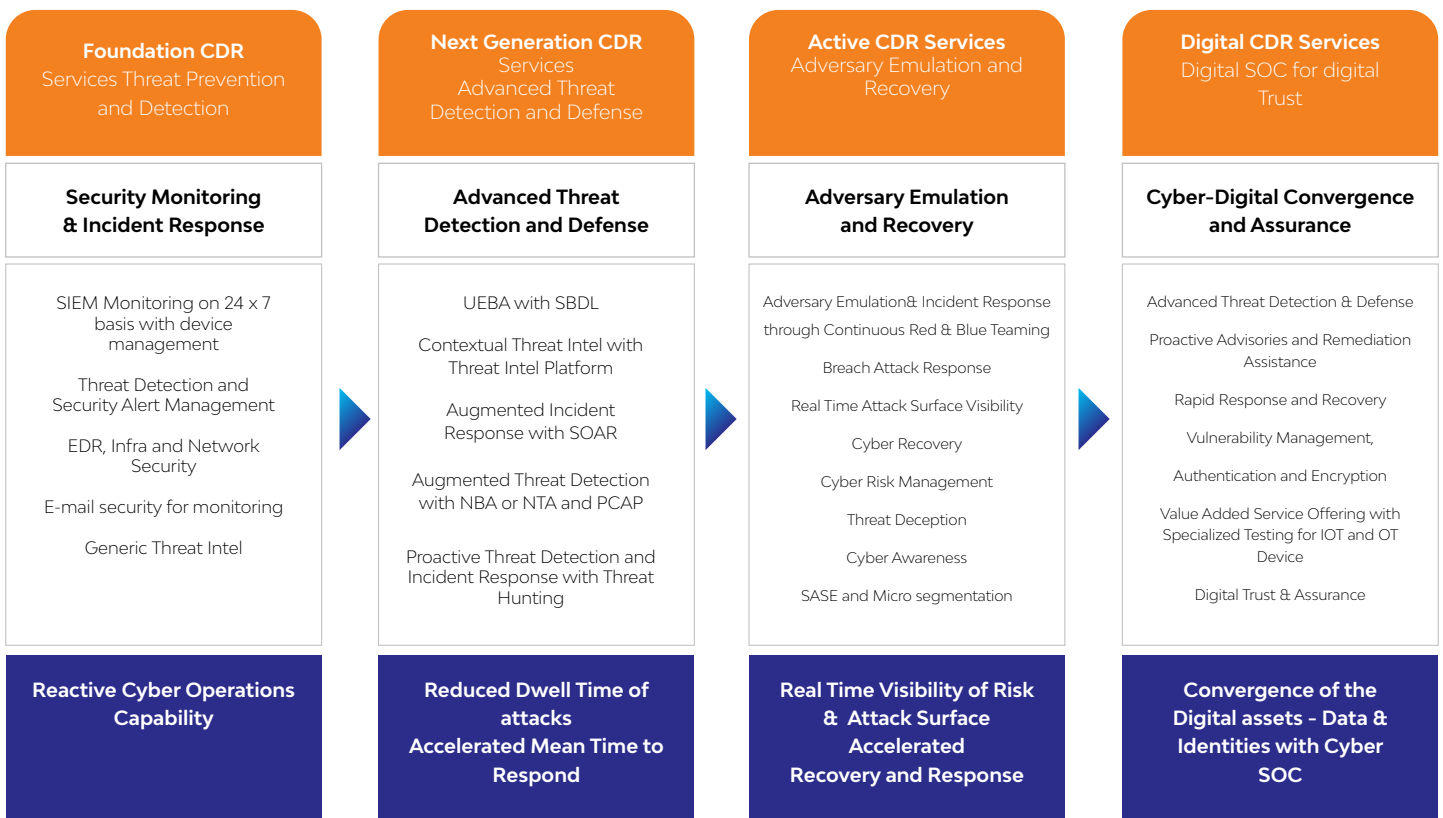 Foundation CDR
Services Threat Prevention
and Detection
Security Monitoring
& Incident Response
SIEM Monitoring on 24 x 7
basis with device
management
Threat Detection and
Security Alert Management
EDR, Infra and Network
Security
E-mail security for monitoring
Generic Threat Intel
Reactive Cyber Operations
Capability
Next Generation CDR
Services
Advanced Threat
Detection and Defense
Advanced Threat
Detection and Defense
UEBA with SBDL
Contextual Threat Intel with
Threat Intel Platform
Augmented Incident
Response with SOAR
Augmented Threat Detection
with NBA or NTA and PCAP
Proactive Threat Detection and
Incident Response with Threat
Hunting
Reduced Dwell Time of
attacks
Accelerated Mean Time to
Respond
Active CDR Services
Adversary Emulation and
Recovery
Adversary Emulation
and Recovery
Adversary Emulation& Incident Response
through Continuous Red & Blue Teaming
Breach Attack Response
Real Time Attack Surface Visibility
Cyber Recovery
Cyber Risk Management
Threat Deception
Cyber Awareness
SASE and Micro segmentation
Real Time Visibility of Risk
& Attack Surface
Accelerated
Recovery and Response
Digital CDR Services
Digital SOC for digital
Trust
Cyber-Digital Convergence
and Assurance
Advanced Threat Detection & Defense
Proactive Advisories and Remediation
Assistance
Rapid Response and Recovery
Vulnerability Management,
Authentication and Encryption
Value Added Service Offering with
Specialized Testing for IOT and OT
Device
Digital Trust & Assurance
Convergence of the
Digital assets - Data &
Identities with Cyber
SOC